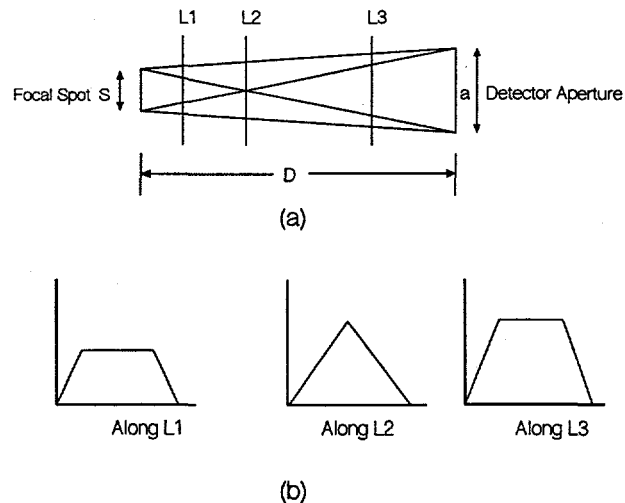 L1 L2 L3
Focal Spot S
a Detector Aperture
D
(a)
Along L1 Along L2 Along L3
(b)